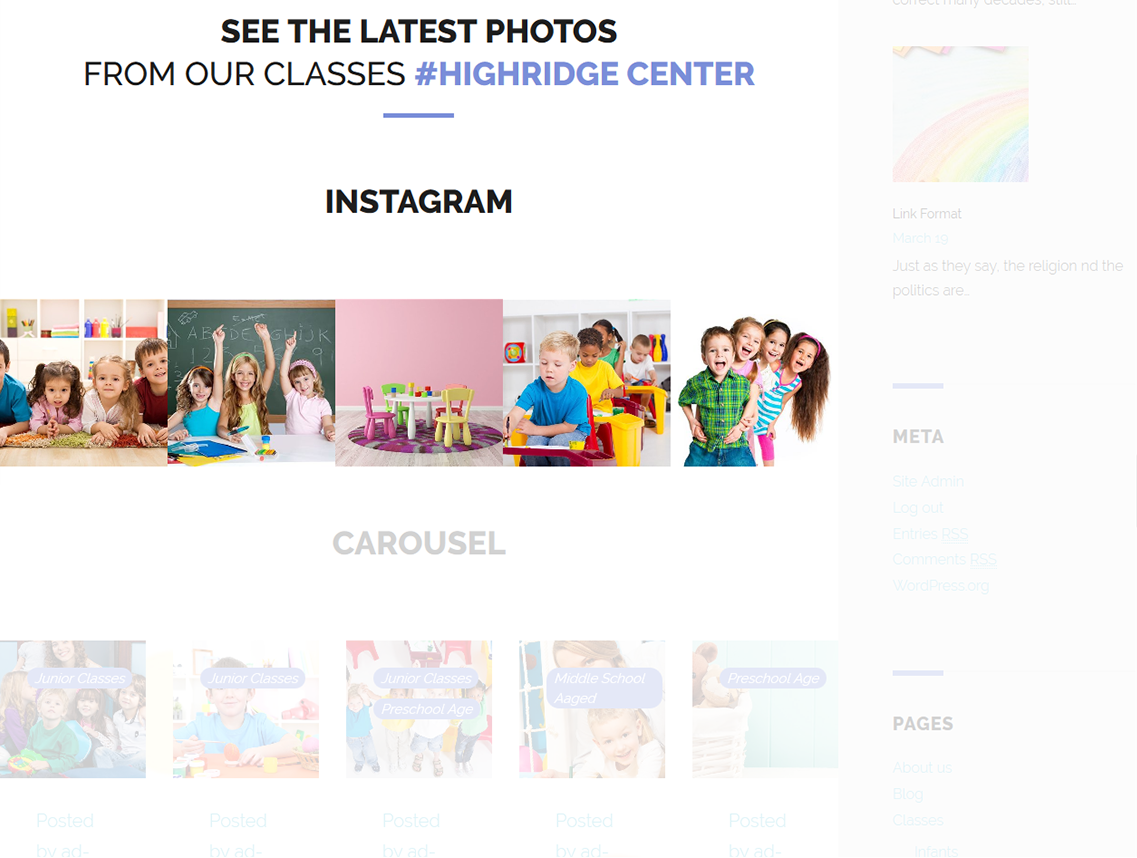 SEE THE LATEST PHOTOS
FROM OUR CLASSES #HIGHRIDGE CENTER
INSTAGRAM
CAROUSEL
Junior Classes
Junior Classes
Junior Classes
Preschool Age
Middle School
Aaged
Preschool Age
Posted
by ad-
Posted
by ad-
Posted
by ad-
Posted
by ad-...
Posted
by ad-
correct many decades, still…
Link Format
March 19
Just as they say, the religion nd the
politics are…
META
Site Admin
Log out
Entries RSS
Comments RSS
WordPress.org
PAGES
About us
Blog
Classes
Infants